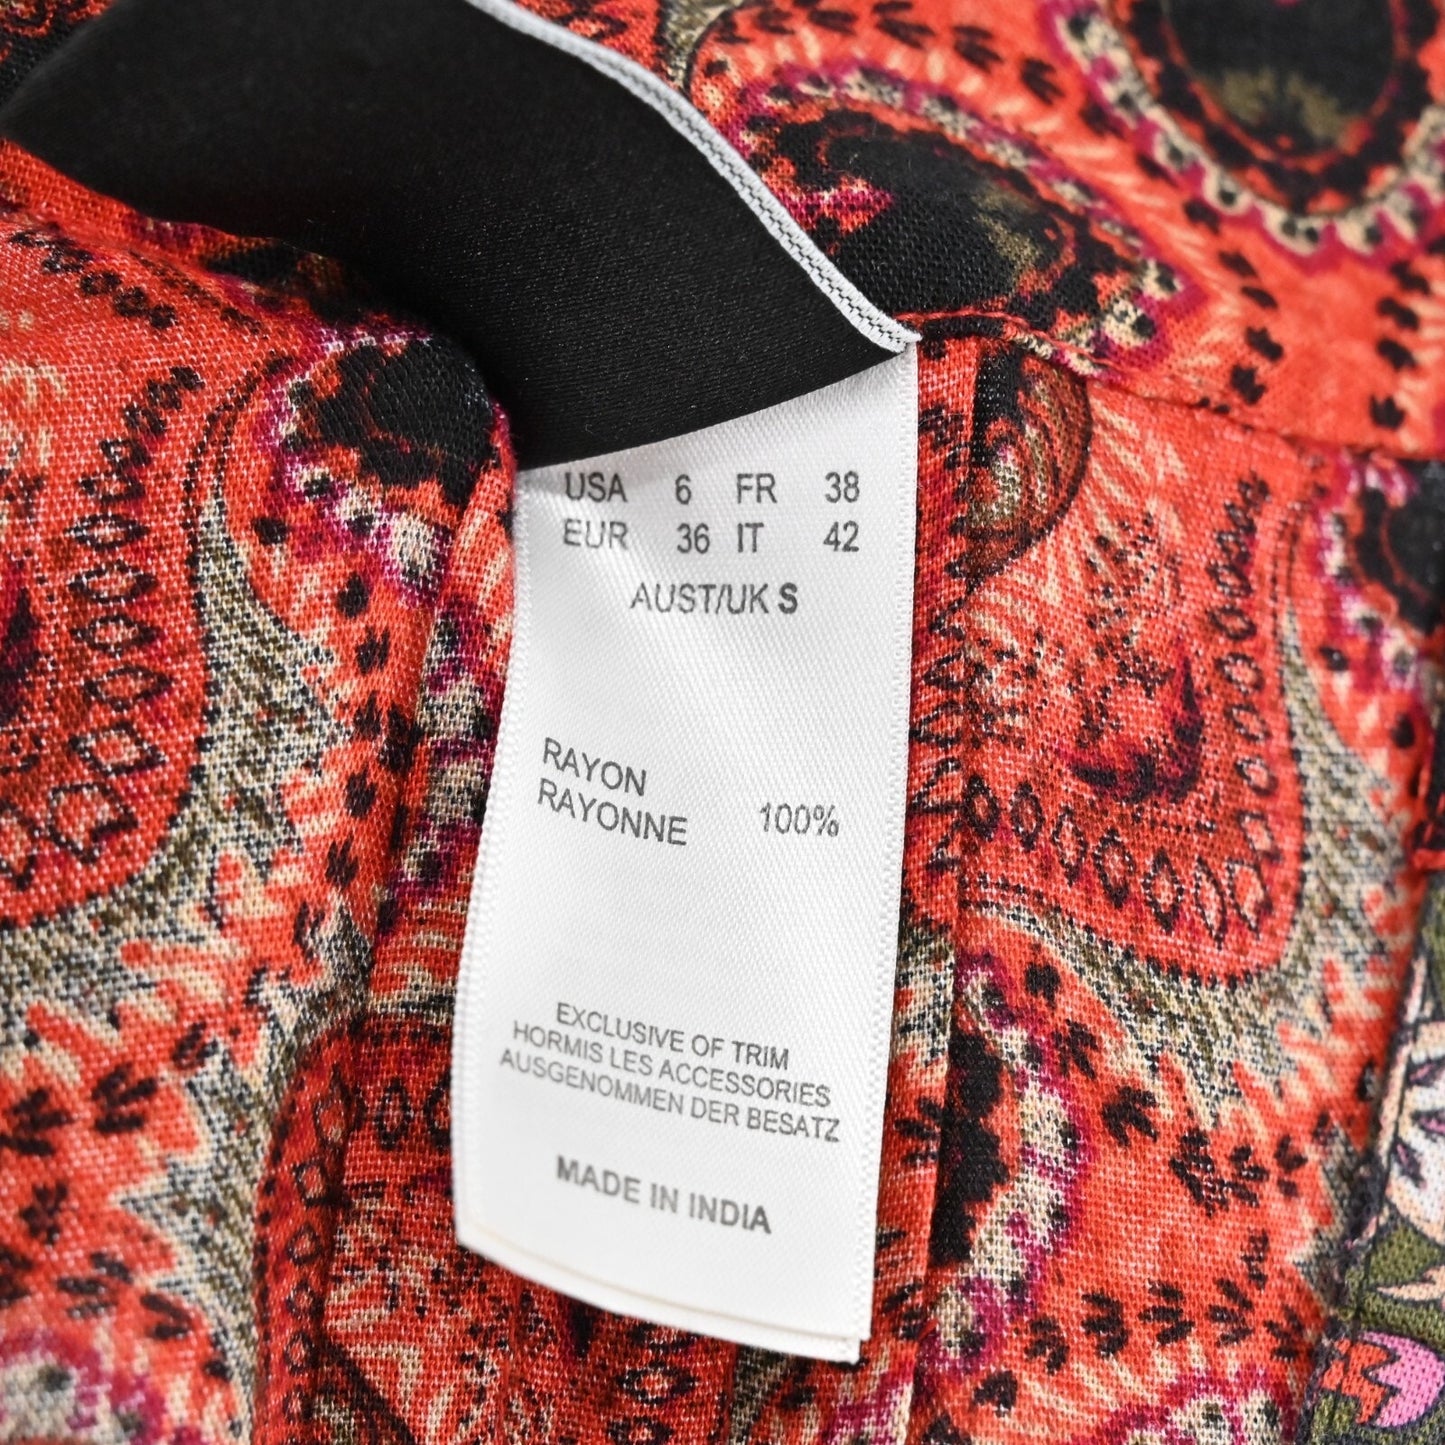 USA 6 FR 38
EUR 36 IT 42
AUST/UK S
RAYON
RAYONNE 100%
EXCLUSIVE OF TRIM
HORMIS LES ACCESSORIES
AUSGENOMMEN DER BESATZ
MADE IN INDIA